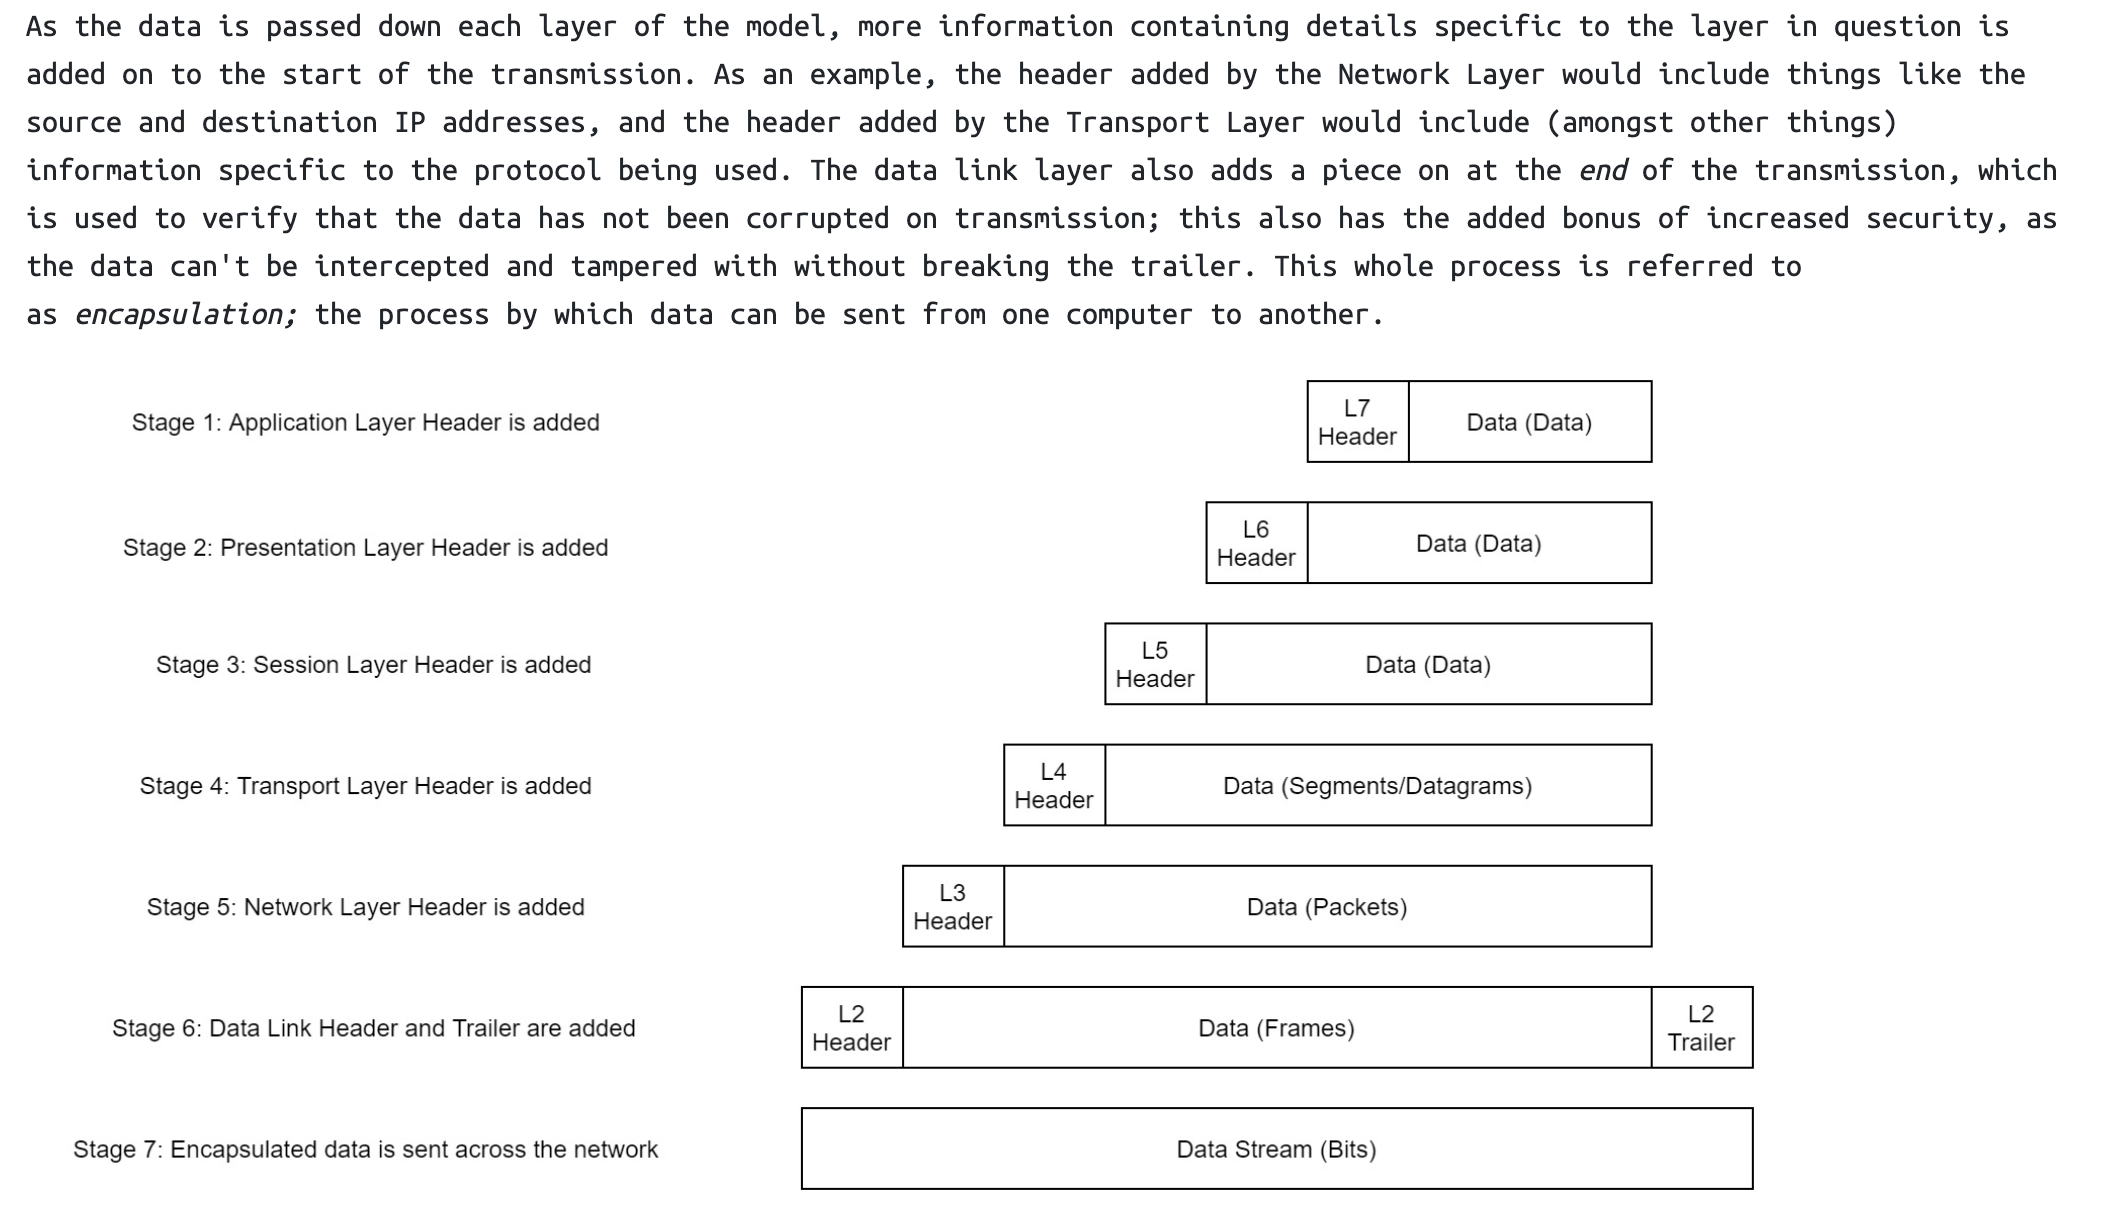 As the data is passed down each layer of the model, more information containing details specific to the layer in question is
added on to the start of the transmission. As an example, the header added by the Network Layer would include things like the
source and destination IP addresses, and the header added by the Transport Layer would include (amongst other things)
information specific to the protocol being used. The data link layer also adds a piece on at the end of the transmission, which
is used to verify that the data has not been corrupted on transmission; this also has the added bonus of increased security, as
the data can't be intercepted and tampered with without breaking the trailer. This whole process is referred to
as encapsulation; the process by which data can be sent from one computer to another.
Stage 1: Application Layer Header is added
L7
Header
Data (Data)
Stage 2: Presentation Layer Header is added
L6
Header
Data (Data)
Stage 3: Session Layer Header is added
L5
Header
Data (Data)
Stage 4: Transport Layer Header is added
L4
Header
Data (Segments/Datagrams)
Stage 5: Network Layer Header is added
L3
Header
Data (Packets)
Stage 6: Data Link Header and Trailer are added
L2
Header
Data (Frames)
L2
Trailer
Stage 7: Encapsulated data is sent across the network
Data Stream (Bits)